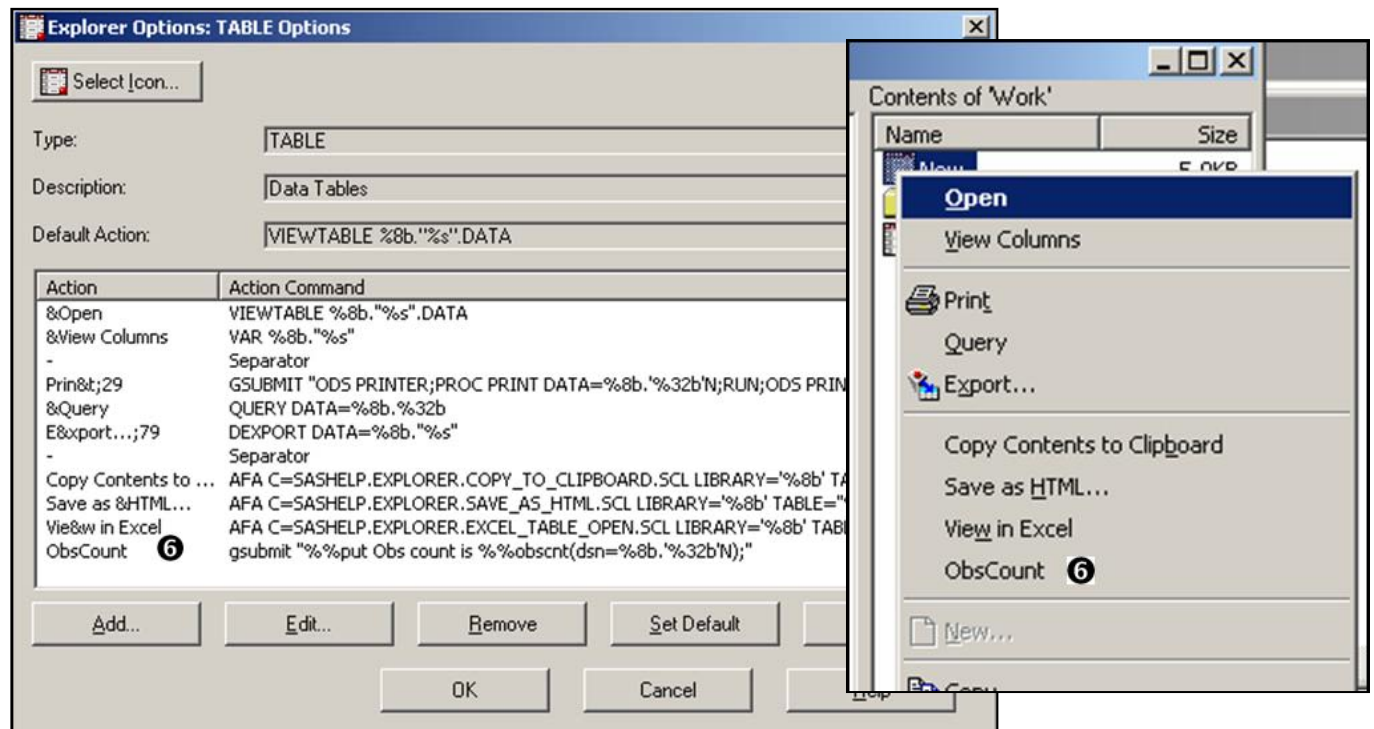 Explorer Options: TABLE Options
Select Icon...
Type: TABLE
Description: Data Tables
Default Action: VIEWTABLE %8b."%s".DATA
Action Action Command
&Open VIEWTABLE %8b."%s".DATA
&View Columns VAR %8b."%s"
- Separator
Prin&t;29 GSUBMIT "ODS PRINTER;PROC PRINT DATA=%8b.'%32b'N;RUN;ODS PRIN
&Query QUERY DATA=%8b.%32b
E&xport...;79 DEXPORT DATA=%8b."%s"
- Separator
Copy Contents to ... AFA C=SASHELP.EXPLORER.COPY_TO_CLIPBOARD.SCL LIBRARY='%8b' TA
Save as &HTML... AFA C=SASHELP.EXPLORER.SAVE_AS_HTML.SCL LIBRARY='%8b' TABLE="
Vie&w in Excel AFA C=SASHELP.EXPLORER.EXCEL_TABLE_OPEN.SCL LIBRARY='%8b' TABL
ObsCount ❻ gsubmit "%%put Obs count is %%obscnt(dsn=%8b.'%32b'N);"
Add... Edit... Remove Set Default
OK Cancel Help
Contents of 'Work'
Name Size
New 5.0KB
Open
View Columns
Print
Query
Export...
Copy Contents to Clipboard
Save as HTML...
View in Excel
ObsCount ❻
New...
Copy